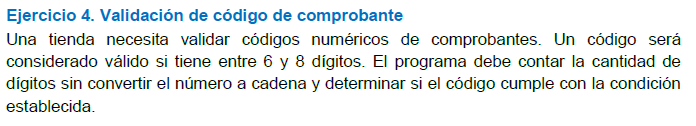 Ejercicio 4. Validación de código de comprobante
Una tienda necesita validar códigos numéricos de comprobantes. Un código será
considerado válido si tiene entre 6 y 8 dígitos. El programa debe contar la cantidad de
dígitos sin convertir el número a cadena y determinar si el código cumple con la condición
establecida.